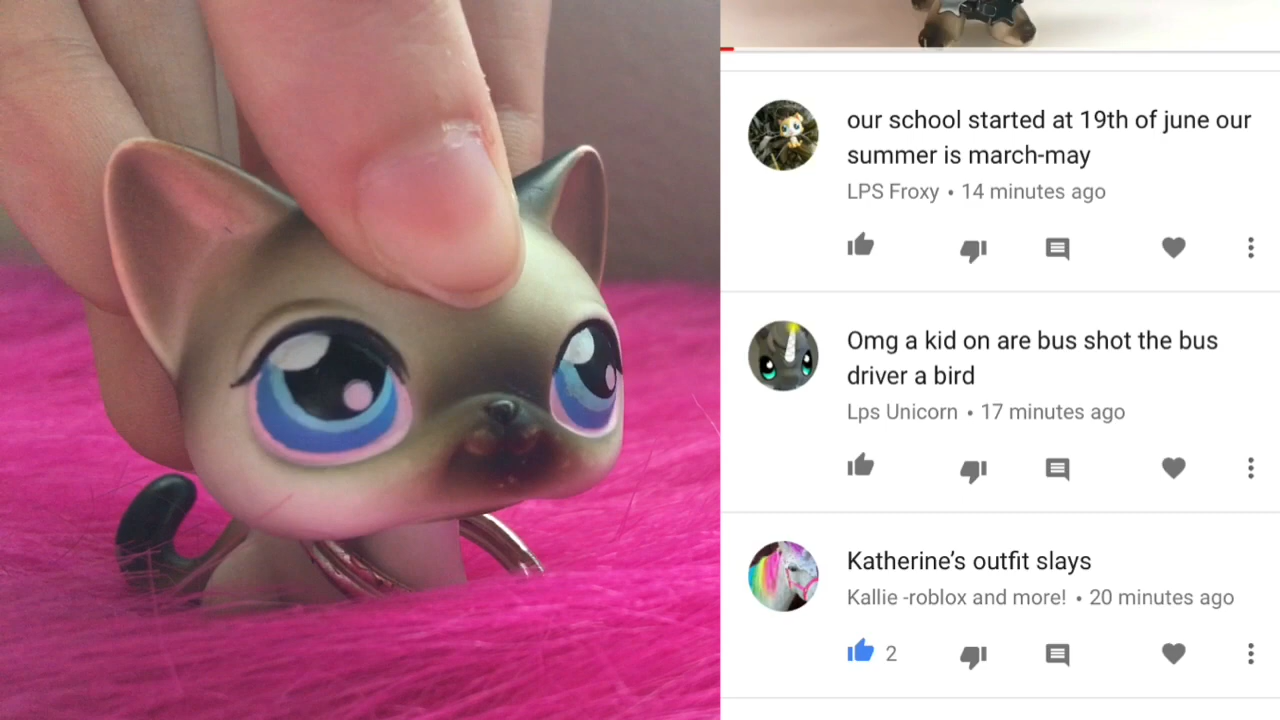 our school started at 19th of june our
summer is march-may
LPS Froxy • 14 minutes ago
Omg a kid on are bus shot the bus
driver a bird
Lps Unicorn • 17 minutes ago
Katherine’s outfit slays
Kallie -roblox and more! • 20 minutes ago
2